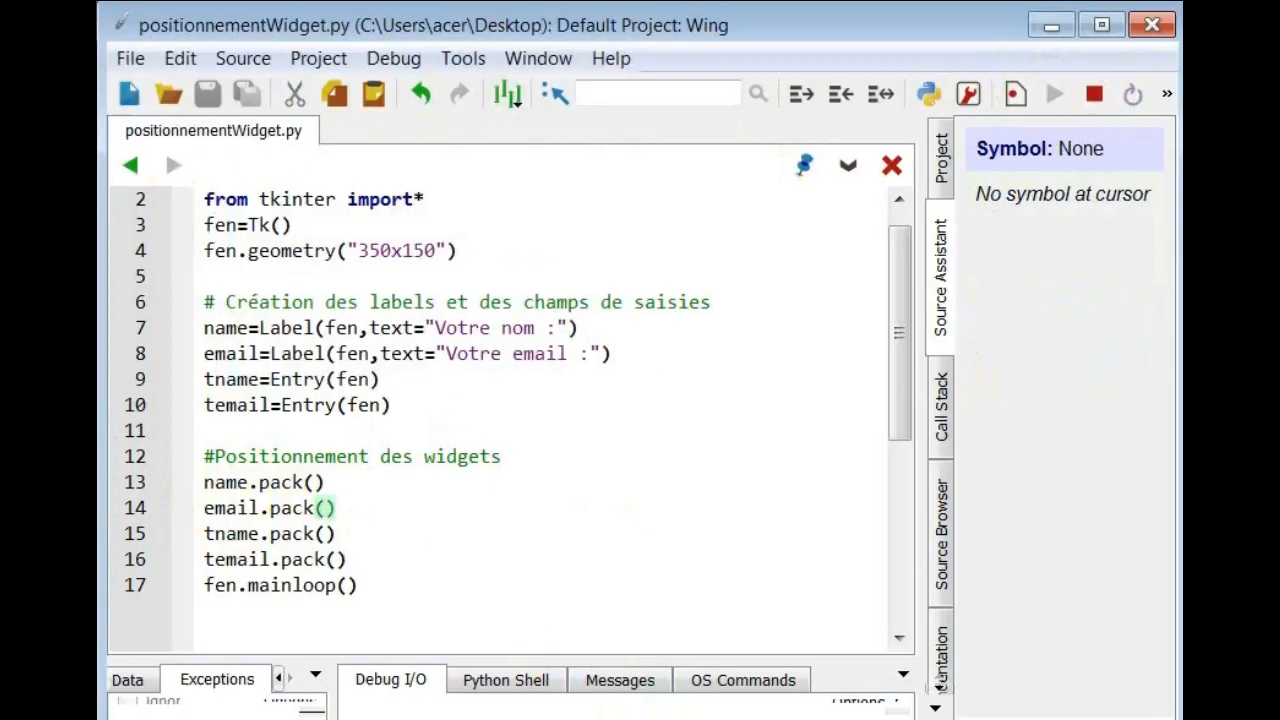 positionnementWidget.py (C:\Users\acer\Desktop): Default Project: Wing
File Edit Source Project Debug Tools Window Help
»
positionnementWidget.py
2 from tkinter import*
3 fen=Tk()
4 fen.geometry("350x150")
5
6 # Création des labels et des champs de saisies
7 name=Label(fen,text="Votre nom :")
8 email=Label(fen,text="Votre email :")
9 tname=Entry(fen)
10 temail=Entry(fen)
11
12 #Positionnement des widgets
13 name.pack()
14 email.pack()
15 tname.pack()
16 temail.pack()
17 fen.mainloop()
Project
Source Assistant
Call Stack
Source Browser
Symbol: None
No symbol at cursor
Data Exceptions
Debug I/O Python Shell Messages OS Commands